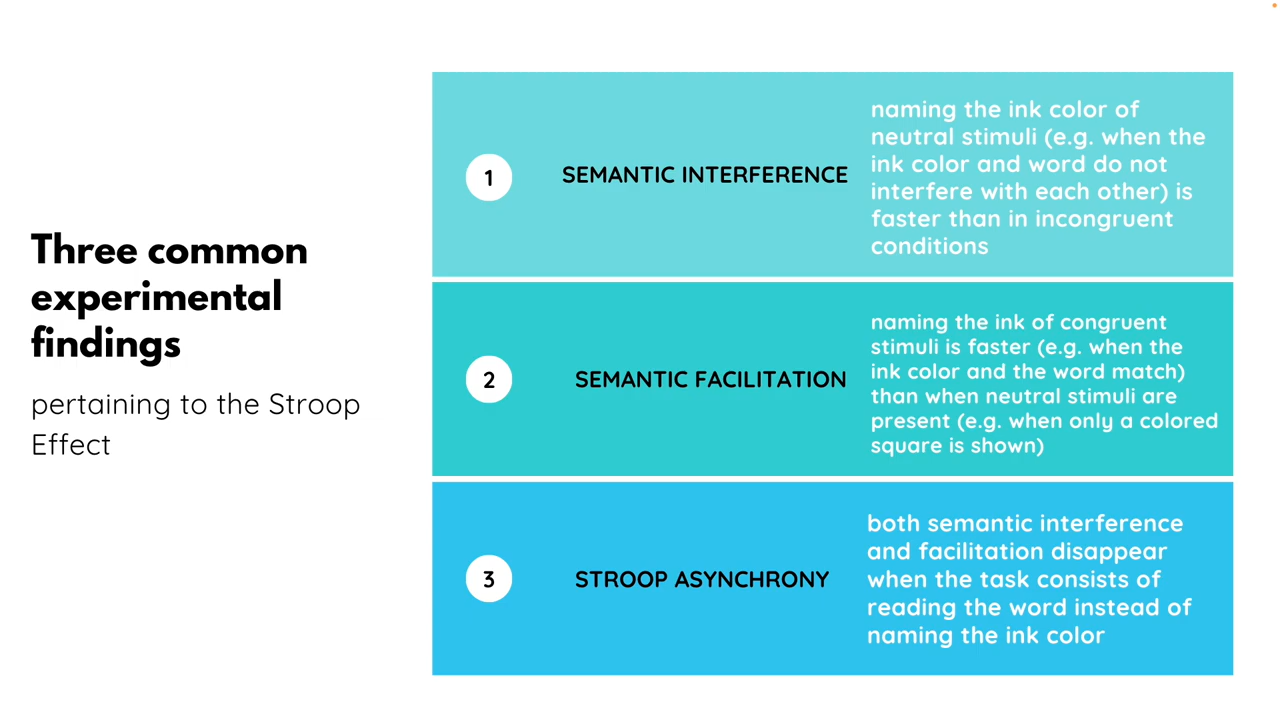 Three common
experimental
findings
pertaining to the Stroop
Effect
1
SEMANTIC INTERFERENCE
naming the ink color of
neutral stimuli (e.g. when the
ink color and word do not
interfere with each other) is
faster than in incongruent
conditions
2
SEMANTIC FACILITATION
naming the ink of congruent
stimuli is faster (e.g. when the
ink color and the word match)
than when neutral stimuli are
present (e.g. when only a colored
square is shown)
3
STROOP ASYNCHRONY
both semantic interference
and facilitation disappear
when the task consists of
reading the word instead of
naming the ink color